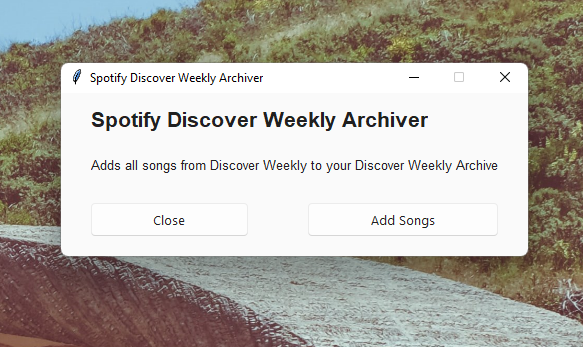 Spotify Discover Weekly Archiver
Spotify Discover Weekly Archiver
Adds all songs from Discover Weekly to your Discover Weekly Archive
Close Add Songs